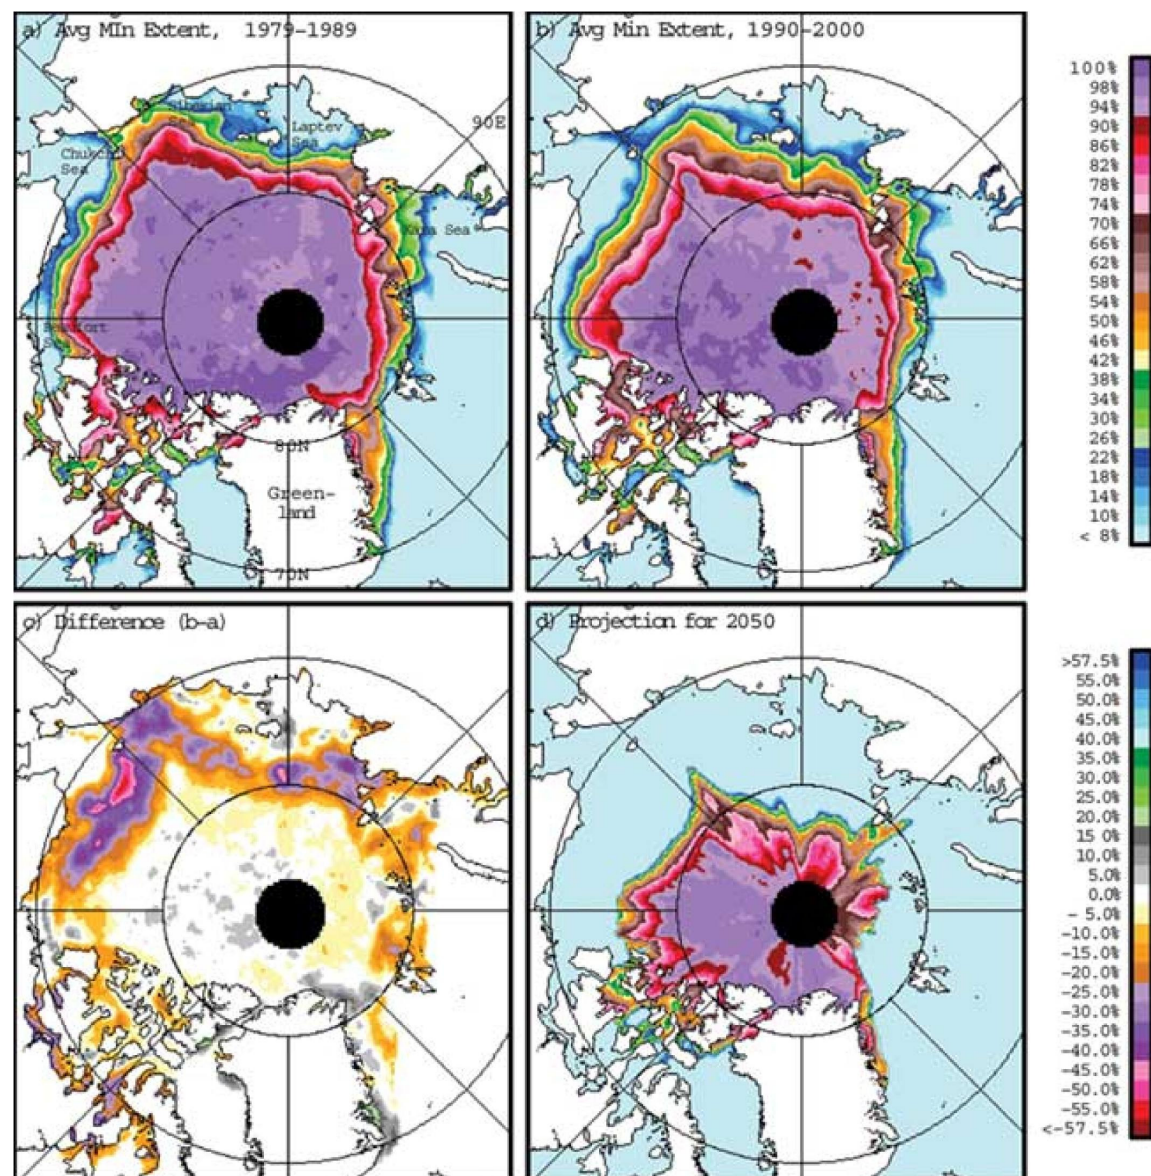 a) Avg MIn Extent, 1979-1989
Siberian
Sea
Laptev
Sea
90E
Chukchi
Sea
Kara Sea
Beaufort
80N
Green-
land
70N
b) Avg Min Extent, 1990-2000
100%
98%
94%
90%
86%
82%
78%
74%
70%
66%
62%
58%
54%
50%
46%
42%
38%
34%
30%
26%
22%
18%
14%
10%
< 8%
c) Difference (b-a)
d) Projection for 2050
>57.5%
55.0%
50.0%
45.0%
40.0%
35.0%
30.0%
25.0%
20.0%
15 0%
10.0%
5.0%
0.0%
- 5.0%
-10.0%
-15.0%
-20.0%
-25.0%
-30.0%
-35.0%
-40.0%
-45.0%
-50.0%
-55.0%
<-57.5%